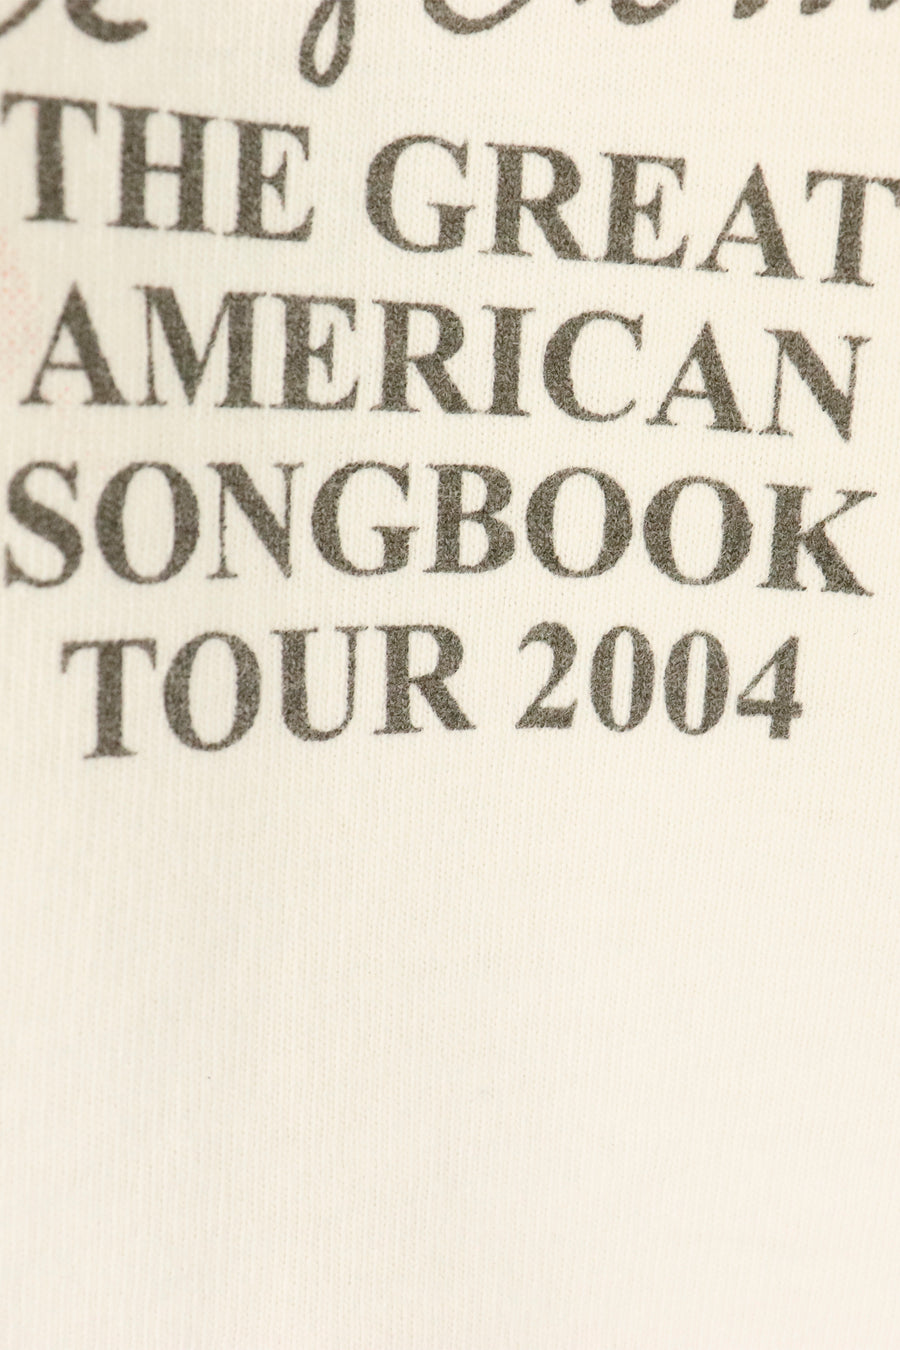 THE GREAT
AMERICAN
SONGBOOK
TOUR 2004